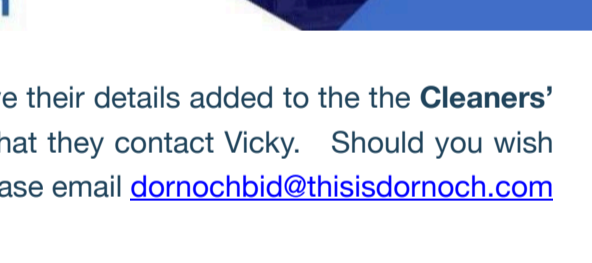 e their details added to the the Cleaners'
hat they contact Vicky. Should you wish
ase email dornochbid@thisisdornoch.com